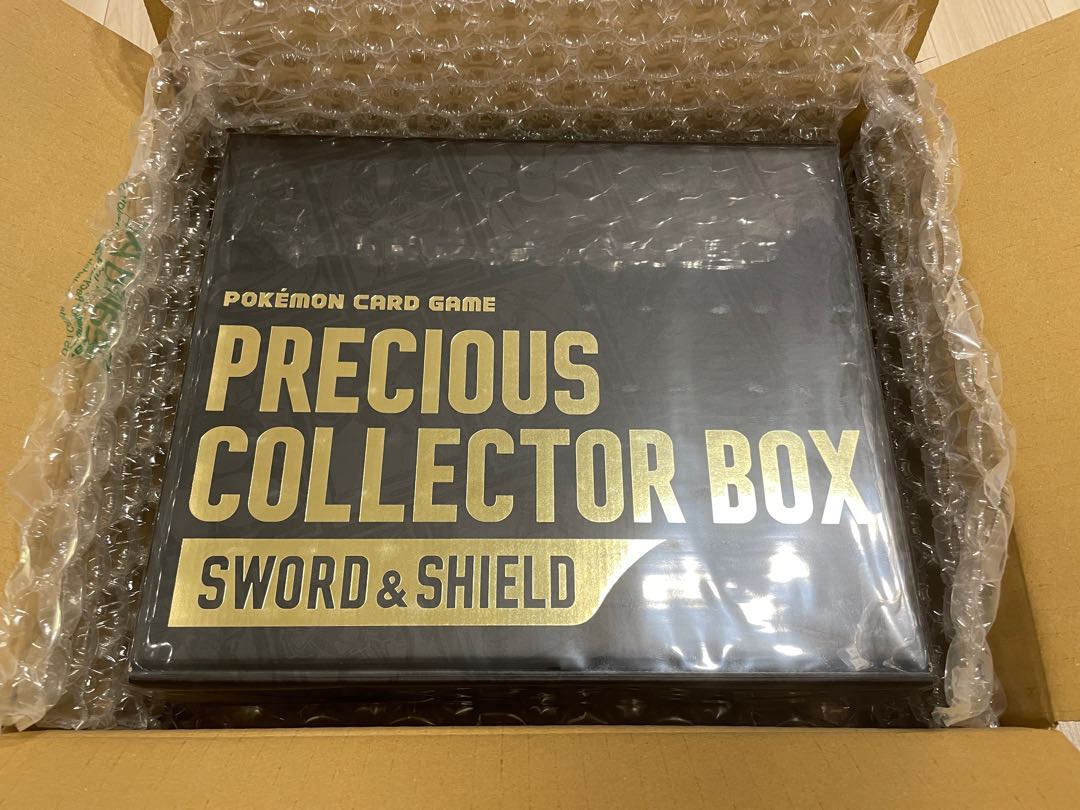 POKÉMON CARD GAME
PRECIOUS
COLLECTOR BOX
SWORD & SHIELD